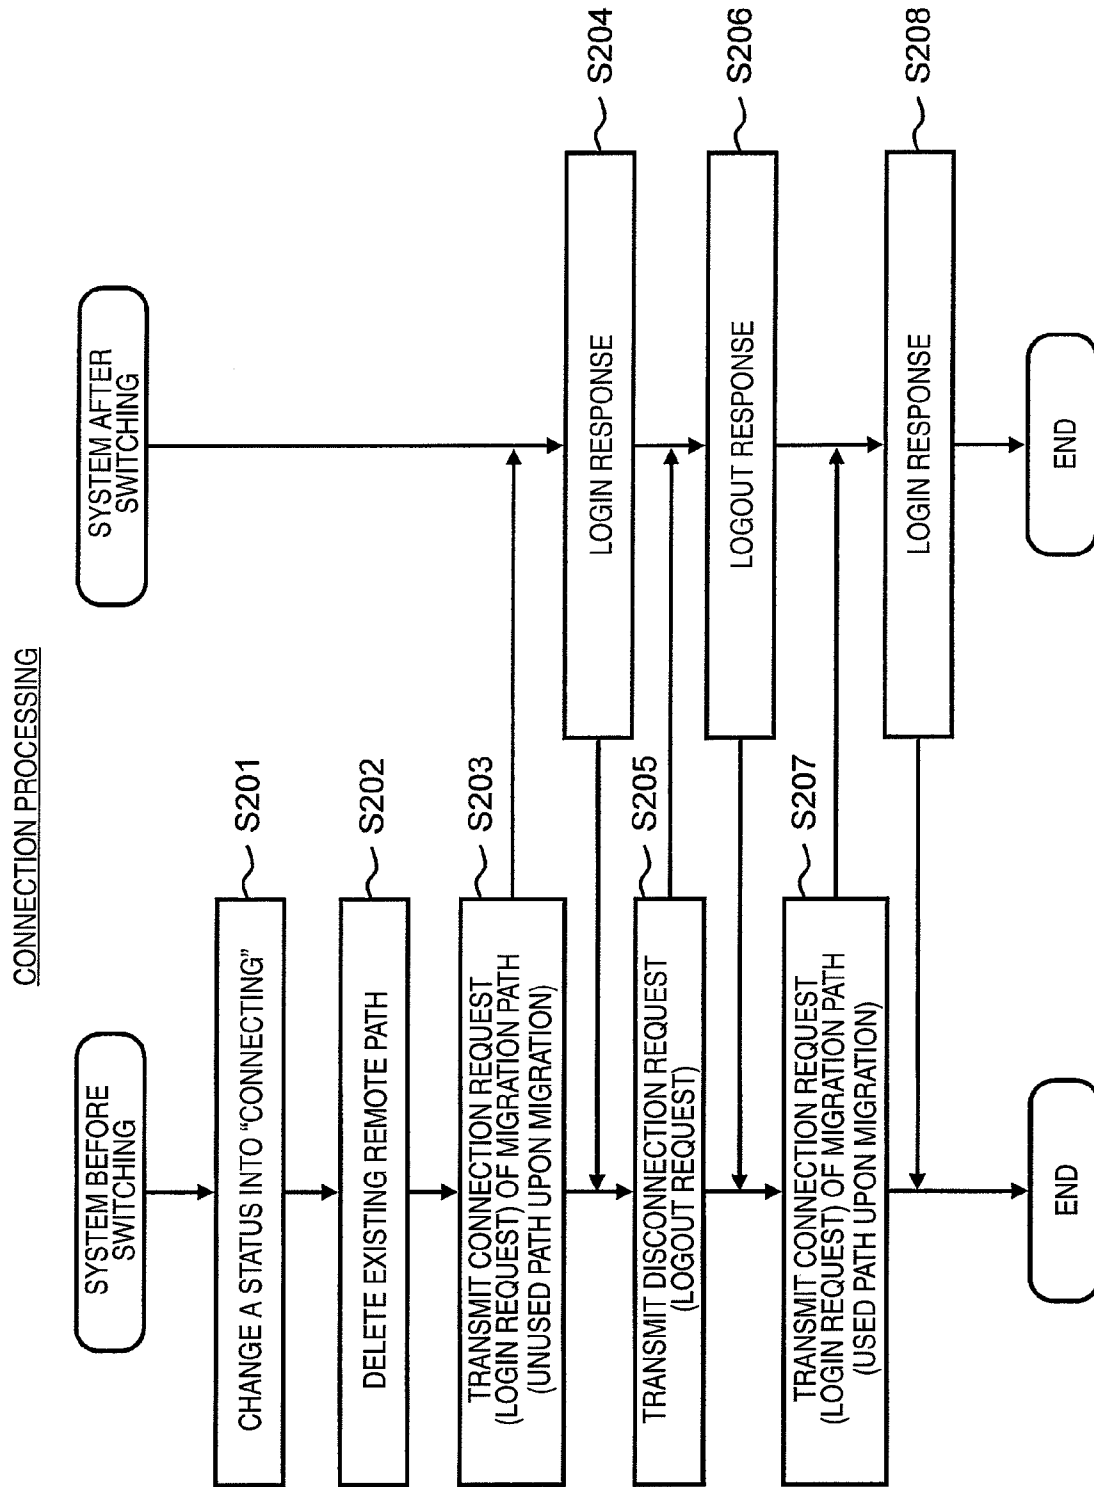 CONNECTION PROCESSING
SYSTEM BEFORE
SWITCHING
SYSTEM AFTER
SWITCHING
CHANGE A STATUS INTO "CONNECTING"
S201
DELETE EXISTING REMOTE PATH
S202
TRANSMIT CONNECTION REQUEST
(LOGIN REQUEST) OF MIGRATION PATH
(UNUSED PATH UPON MIGRATION)
S203
LOGIN RESPONSE
S204
TRANSMIT DISCONNECTION REQUEST
(LOGOUT REQUEST)
S205
LOGOUT RESPONSE
S206
TRANSMIT CONNECTION REQUEST
(LOGIN REQUEST) OF MIGRATION PATH
(USED PATH UPON MIGRATION)
S207
LOGIN RESPONSE
S208
END
END